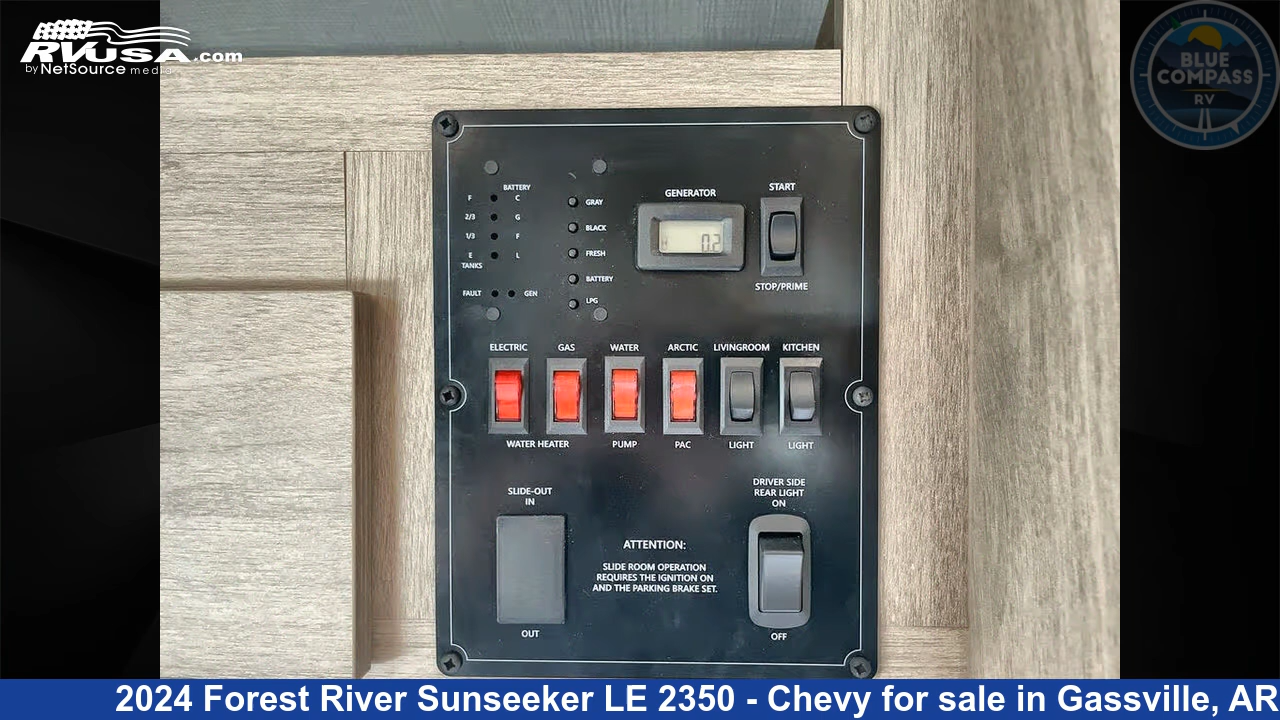 RVUSA.com
by NetSource media
BLUE
COMPASS
RV
BATTERY
F C
2/3 G
1/3 F
E L
TANKS
FAULT GEN
GRAY
BLACK
FRESH
BATTERY
LPG
GENERATOR
0.2
START
STOP/PRIME
ELECTRIC GAS WATER ARCTIC LIVINGROOM KITCHEN
WATER HEATER PUMP PAC LIGHT LIGHT
SLIDE-OUT
IN
OUT
ATTENTION:
SLIDE ROOM OPERATION
REQUIRES THE IGNITION ON
AND THE PARKING BRAKE SET.
DRIVER SIDE
REAR LIGHT
ON
OFF
2024 Forest River Sunseeker LE 2350 - Chevy for sale in Gassville, AR